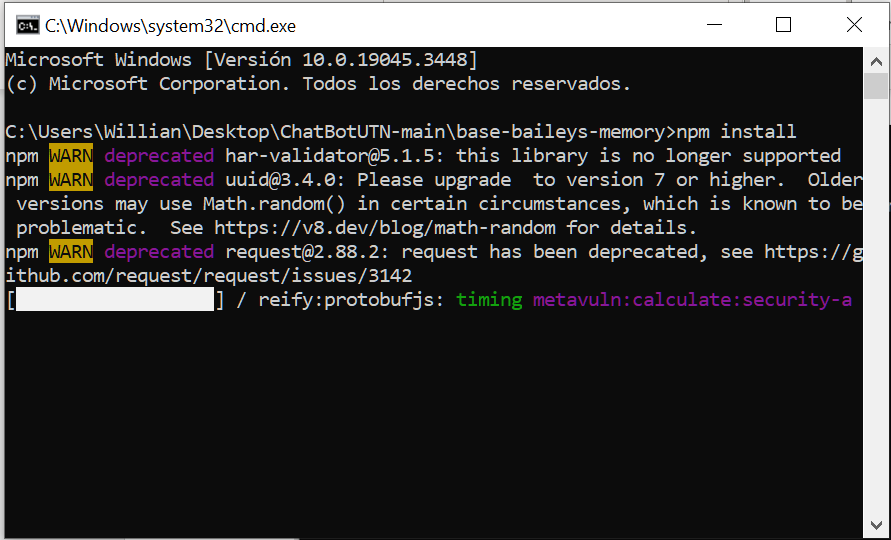 C:\Windows\system32\cmd.exe
Microsoft Windows [Versión 10.0.19045.3448]
(c) Microsoft Corporation. Todos los derechos reservados.
C:\Users\Willian\Desktop\ChatBotUTN-main\base-baileys-memory>npm install
npm WARN deprecated har-validator@5.1.5: this library is no longer supported
npm WARN deprecated uuid@3.4.0: Please upgrade  to version 7 or higher.  Older
 versions may use Math.random() in certain circumstances, which is known to be
 problematic.  See https://v8.dev/blog/math-random for details.
npm WARN deprecated request@2.88.2: request has been deprecated, see https://g
ithub.com/request/request/issues/3142
[                  ] / reify:protobufjs: timing metavuln:calculate:security-a